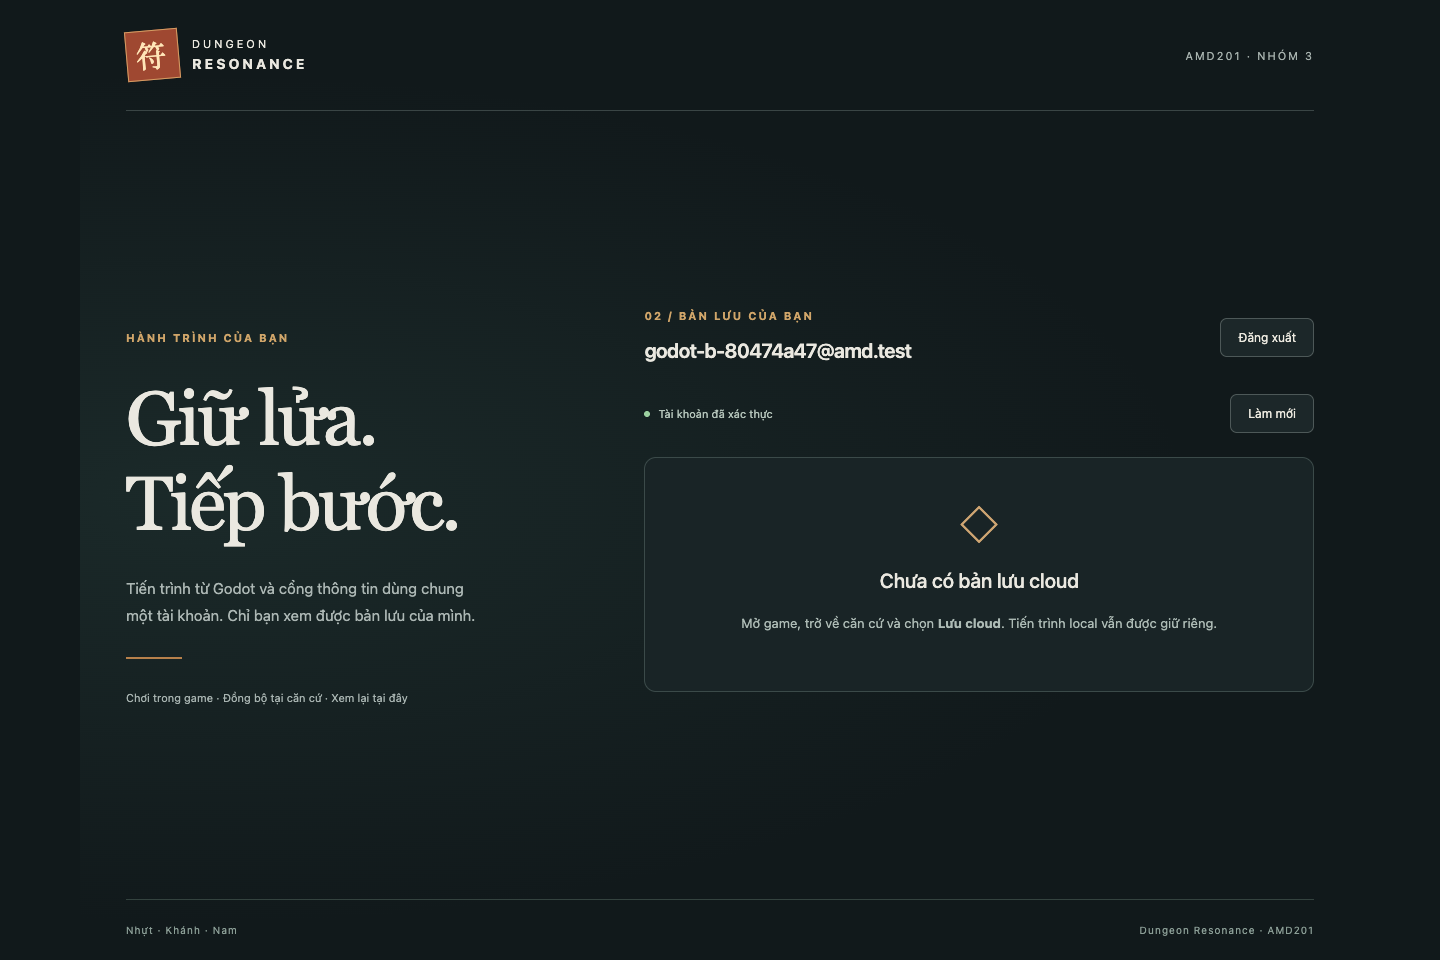 符
DUNGEON
RESONANCE
AMD201 · NHÓM 3
HÀNH TRÌNH CỦA BẠN
Giữ lửa.
Tiếp bước.
Tiến trình từ Godot và cổng thông tin dùng chung
một tài khoản. Chỉ bạn xem được bản lưu của mình.
Chơi trong game · Đồng bộ tại căn cứ · Xem lại tại đây
02 / BẢN LƯU CỦA BẠN
godot-b-80474a47@amd.test
Đăng xuất
Tài khoản đã xác thực
Làm mới
Chưa có bản lưu cloud
Mở game, trở về căn cứ và chọn Lưu cloud. Tiến trình local vẫn được giữ riêng.
Nhựt · Khánh · Nam
Dungeon Resonance · AMD201